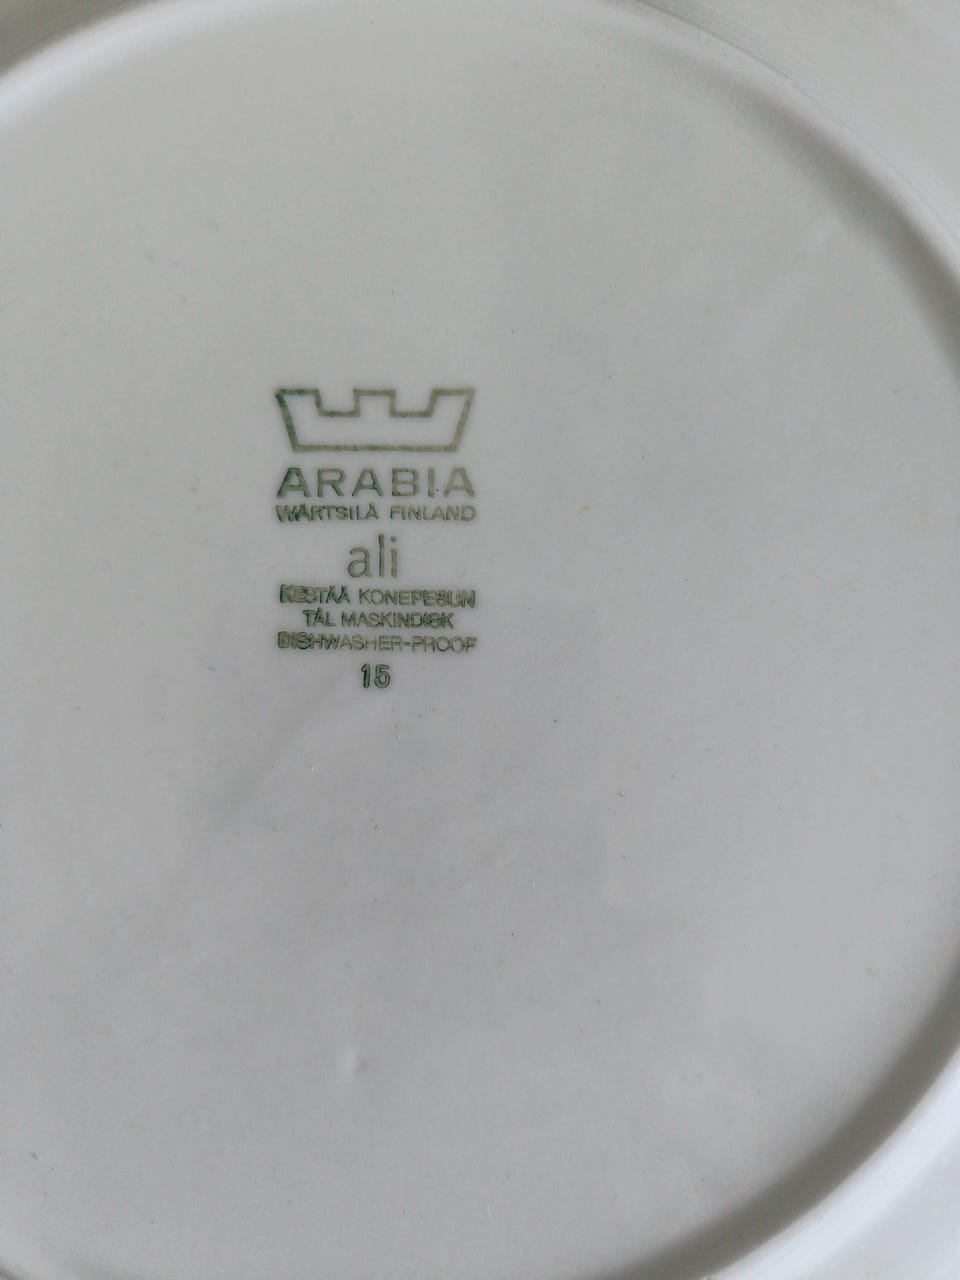 ARABIA
WÄRTSILÄ FINLAND
ali
KESTÄÄ KONEPESUN
TÅL MASKINDISK
DISHWASHER-PROOF
15